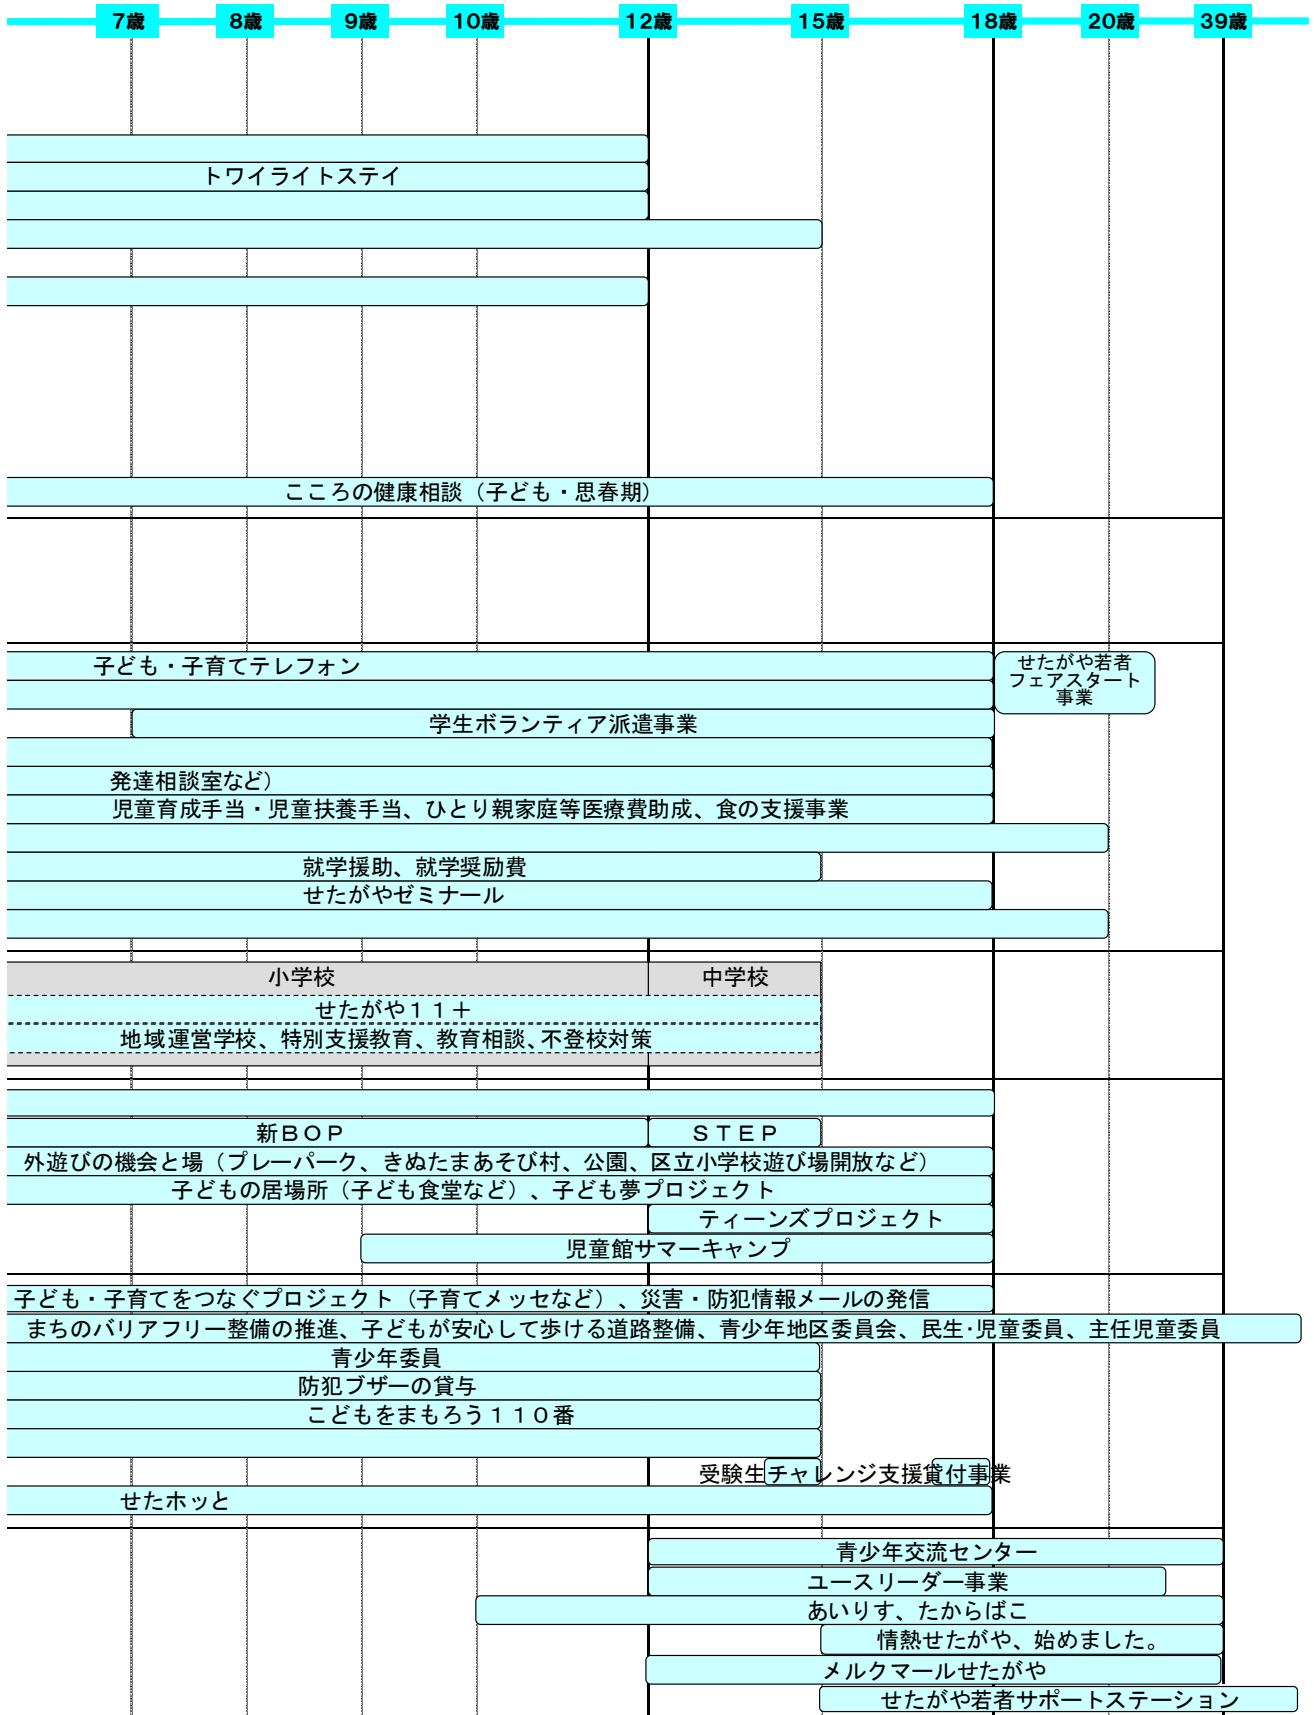 7歳 8歳 9歳 10歳 12歳 15歳 18歳 20歳 39歳
トワイライトステイ
こころの健康相談（子ども・思春期）
子ども・子育てテレフォン
せたがや若者
フェアスタート
事業
学生ボランティア派遣事業
発達相談室など）
児童育成手当・児童扶養手当、ひとり親家庭等医療費助成、食の支援事業
就学援助、就学奨励費
せたがやゼミナール
小学校 中学校
せたがや１１＋
地域運営学校、特別支援教育、教育相談、不登校対策
新ＢＯＰ ＳＴＥＰ
外遊びの機会と場（プレーパーク、きぬたまあそび村、公園、区立小学校遊び場開放など）
子どもの居場所（子ども食堂など）、子ども夢プロジェクト
ティーンズプロジェクト
児童館サマーキャンプ
子ども・子育てをつなぐプロジェクト（子育てメッセなど）、災害・防犯情報メールの発信
まちのバリアフリー整備の推進、子どもが安心して歩ける道路整備、青少年地区委員会、民生・児童委員、主任児童委員
青少年委員
防犯ブザーの貸与
こどもをまもろう１１０番
受験生チャレンジ支援貸付事業
せたホッと
青少年交流センター
ユースリーダー事業
あいりす、たからばこ
情熱せたがや、始めました。
メルクマールせたがや
せたがや若者サポートステーション